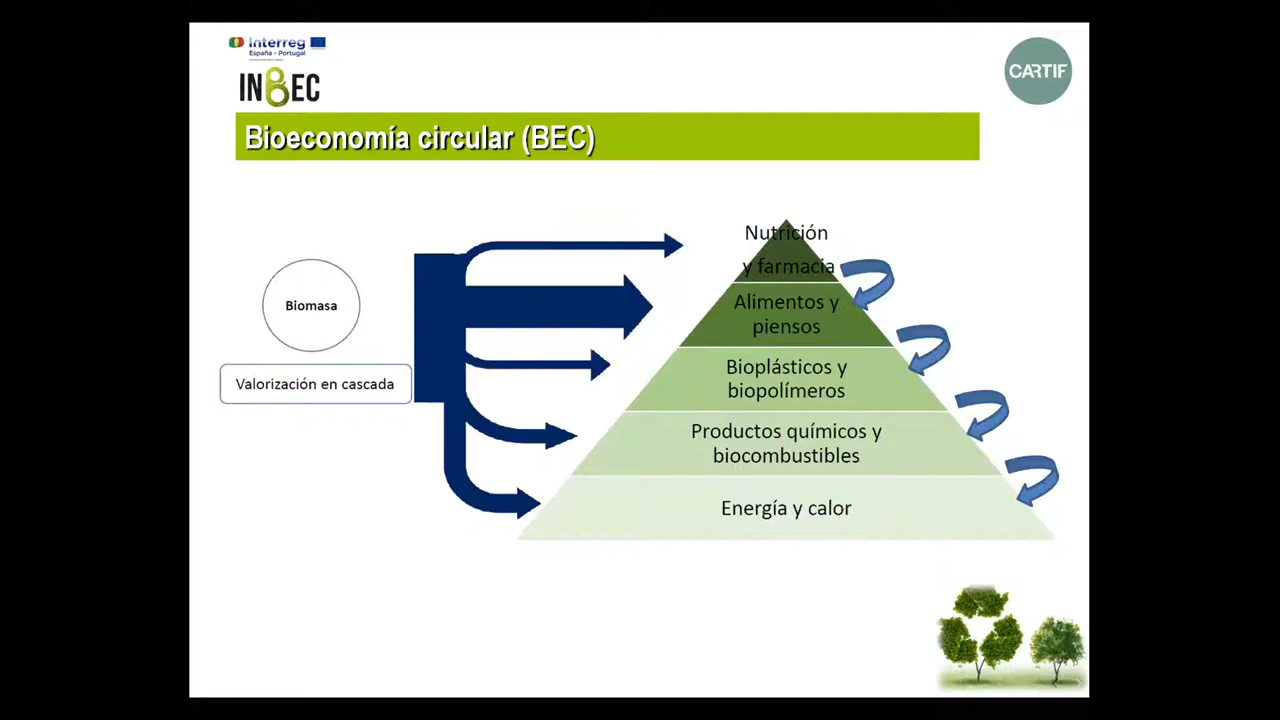 Interreg
España - Portugal
INBEC
CARTIF
Bioeconomía circular (BEC)
Biomasa
Valorización en cascada
Nutrición
y farmacia
Alimentos y
piensos
Bioplásticos y
biopolímeros
Productos químicos y
biocombustibles
Energía y calor